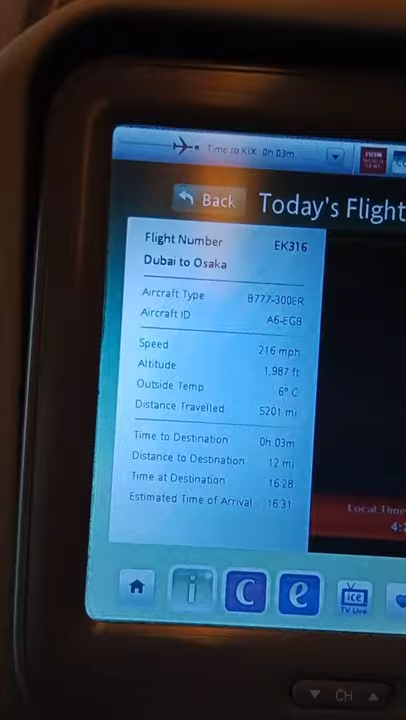 Time to KIX 0h 03m
Back
Today's Flight
Flight Number EK316
Dubai to Osaka
Aircraft Type B777-300ER
Aircraft ID A6-EGB
Speed 216 mph
Altitude 1,987 ft
Outside Temp 6° C
Distance Travelled 5201 mi
Time to Destination 0h 03m
Distance to Destination 12 mi
Time at Destination 16:28
Estimated Time of Arrival 16:31
Local Time
i
C
e
ice
TV Live
CH